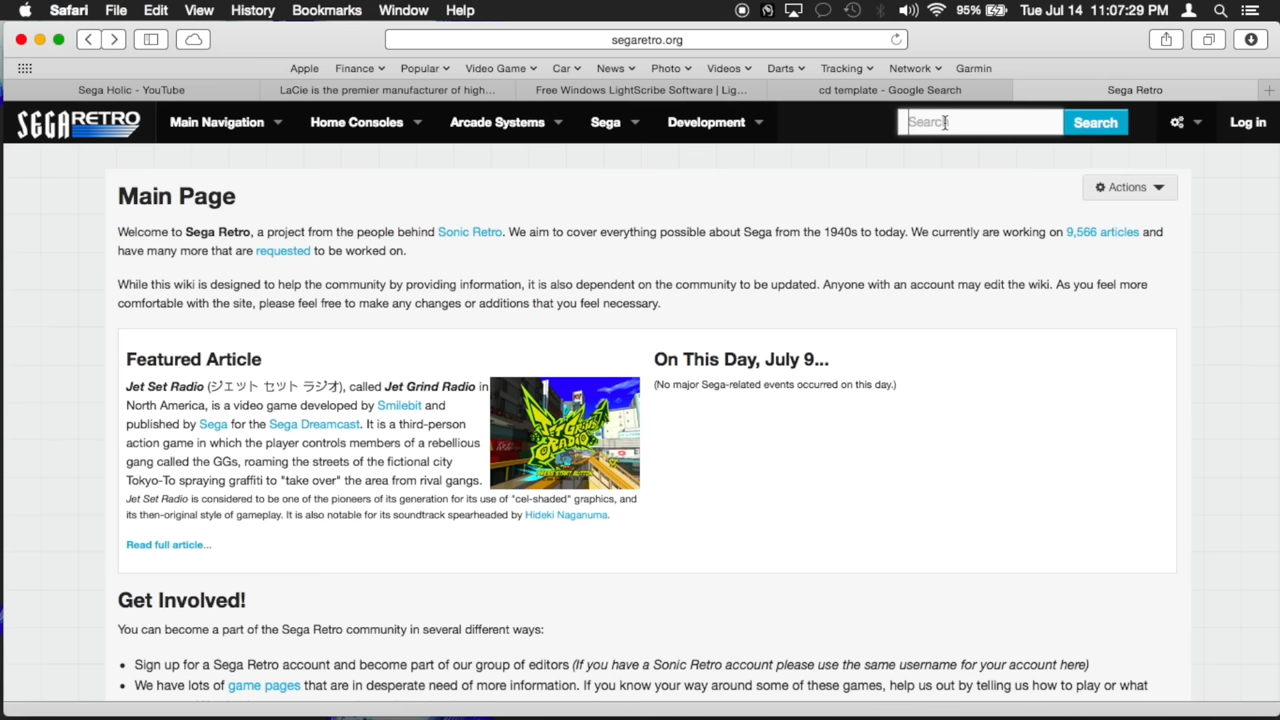 Safari File Edit View History Bookmarks Window Help 95% Tue Jul 14 11:07:29 PM
segaretro.org
Apple Finance Popular Video Game Car News Photo Videos Darts Tracking Network Garmin
Sega Holic - YouTube LaCie is the premier manufacturer of high... Free Windows LightScribe Software | Lig... cd template - Google Search Sega Retro
SEGA RETRO Main Navigation Home Consoles Arcade Systems Sega Development Search Search Log in
Main Page
Actions
Welcome to Sega Retro, a project from the people behind Sonic Retro. We aim to cover everything possible about Sega from the 1940s to today. We currently are working on 9,566 articles and
have many more that are requested to be worked on.
While this wiki is designed to help the community by providing information, it is also dependent on the community to be updated. Anyone with an account may edit the wiki. As you feel more
comfortable with the site, please feel free to make any changes or additions that you feel necessary.
Featured Article
Jet Set Radio (ジェット セット ラジオ), called Jet Grind Radio in
North America, is a video game developed by Smilebit and
published by Sega for the Sega Dreamcast. It is a third-person
action game in which the player controls members of a rebellious
gang called the GGs, roaming the streets of the fictional city
Tokyo-To spraying graffiti to "take over" the area from rival gangs.
Jet Set Radio is considered to be one of the pioneers of its generation for its use of "cel-shaded" graphics, and
its then-original style of gameplay. It is also notable for its soundtrack spearheaded by Hideki Naganuma.
Read full article...
JET GRIND
RADIO
On This Day, July 9...
(No major Sega-related events occurred on this day.)
Get Involved!
You can become a part of the Sega Retro community in several different ways:
• Sign up for a Sega Retro account and become part of our group of editors (If you have a Sonic Retro account please use the same username for your account here)
• We have lots of game pages that are in desperate need of more information. If you know your way around some of these games, help us out by telling us how to play or what